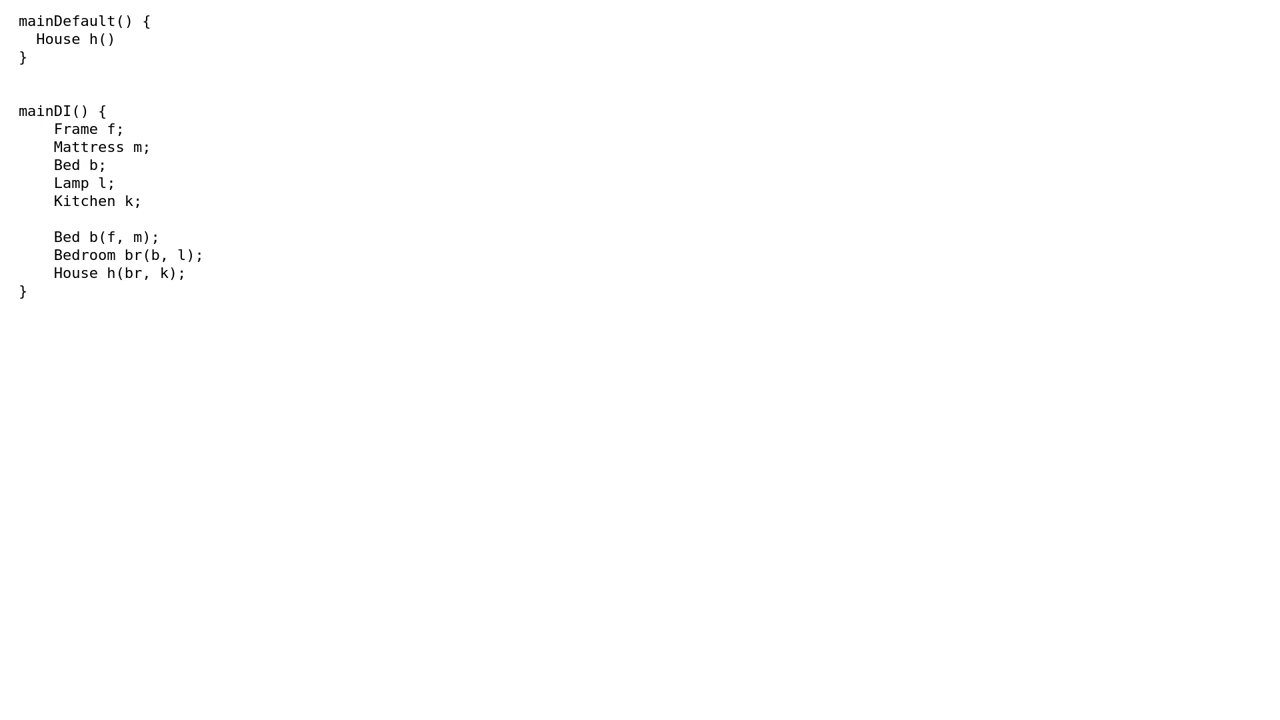 mainDefault() {
  House h()
}

mainDI() {
    Frame f;
    Mattress m;
    Bed b;
    Lamp l;
    Kitchen k;

    Bed b(f, m);
    Bedroom br(b, l);
    House h(br, k);
}